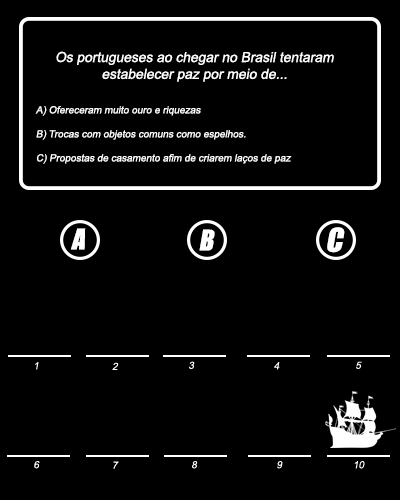 Os portugueses ao chegar no Brasil tentaram
estabelecer paz por meio de...
A) Ofereceram muito ouro e riquezas
B) Trocas com objetos comuns como espelhos.
C) Propostas de casamento afim de criarem laços de paz
A B C
1 2 3 4 5
6 7 8 9 10